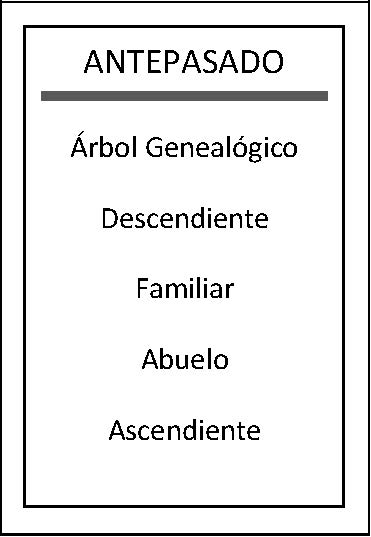 ANTEPASADO
Árbol Genealógico
Descendiente
Familiar
Abuelo
Ascendiente